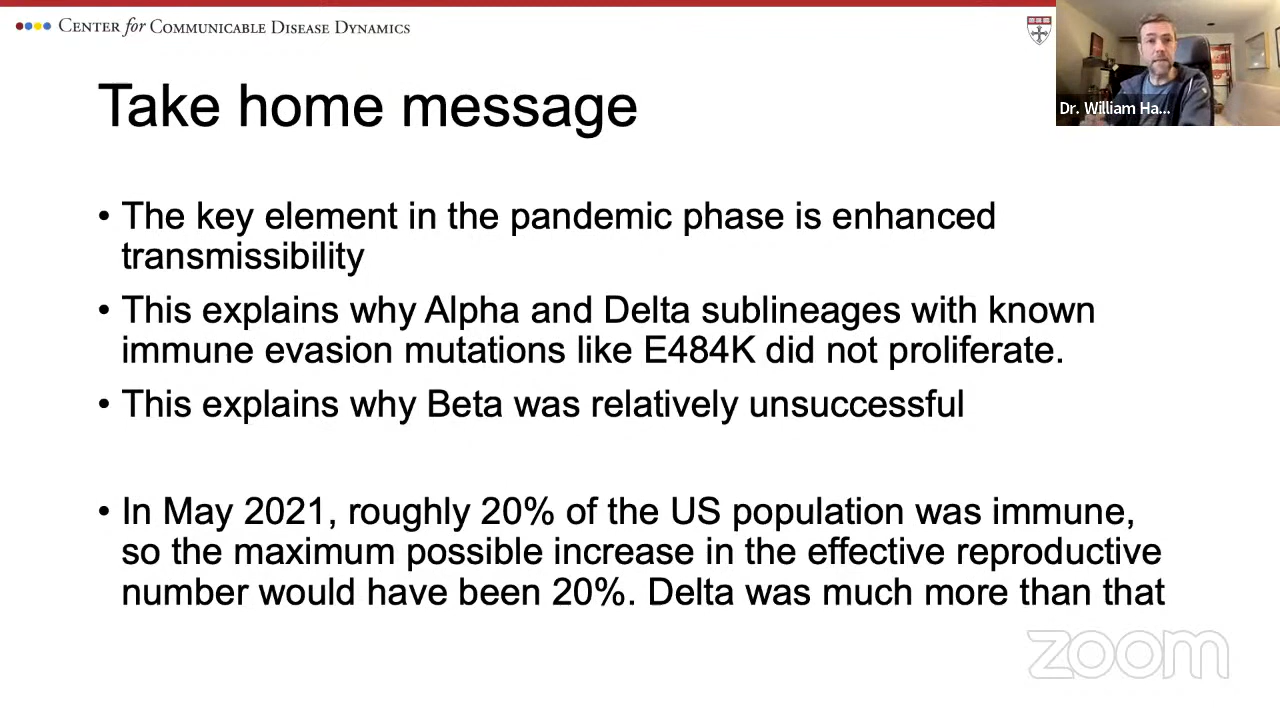 CENTER for COMMUNICABLE DISEASE DYNAMICS
Dr. William Ha...
Take home message
• The key element in the pandemic phase is enhanced
transmissibility
• This explains why Alpha and Delta sublineages with known
immune evasion mutations like E484K did not proliferate.
• This explains why Beta was relatively unsuccessful
• In May 2021, roughly 20% of the US population was immune,
so the maximum possible increase in the effective reproductive
number would have been 20%. Delta was much more than that
zoom